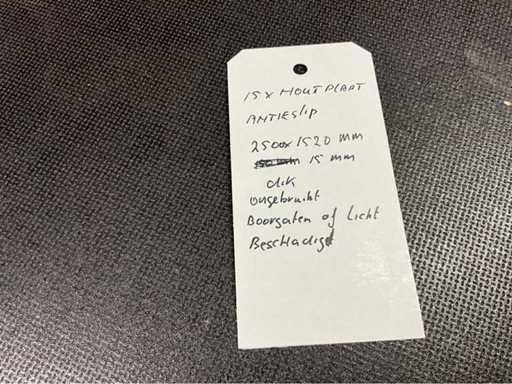 15 x HOUTPLAAT
ANTIESLIP
2500x1520 mm
15 mm
dik
ongebruikt
Boorgaten of licht
Beschadigd